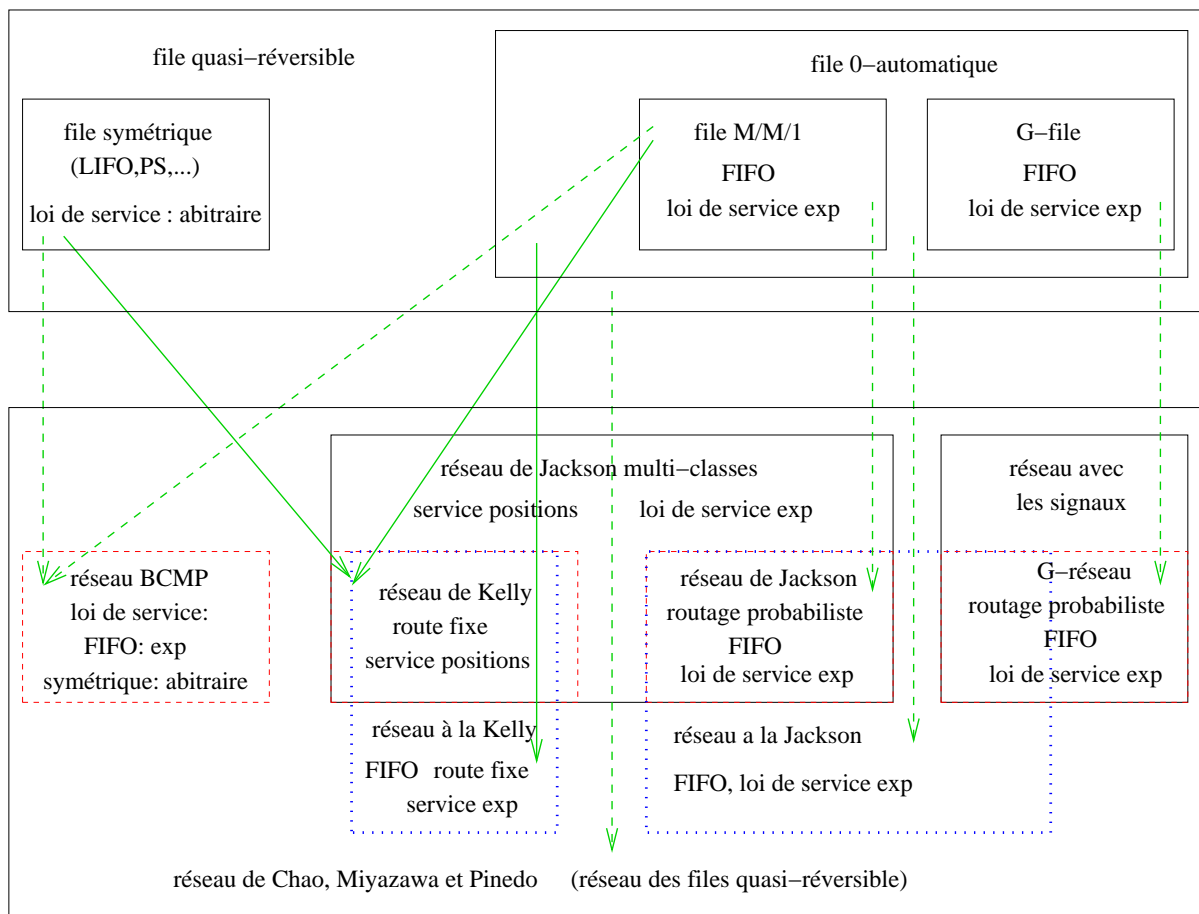 file quasi−réversible
file 0−automatique
file symétrique
(LIFO,PS,...)
loi de service : abitraire
file M/M/1
FIFO
loi de service exp
G−file
FIFO
loi de service exp
réseau de Jackson multi−classes
service positions loi de service exp
réseau avec
les signaux
réseau BCMP
loi de service:
FIFO: exp
symétrique: abitraire
réseau de Kelly
route fixe
service positions
réseau de Jackson
routage probabiliste
FIFO
loi de service exp
G−réseau
routage probabiliste
FIFO
loi de service exp
réseau à la Kelly
FIFO route fixe
service exp
réseau a la Jackson
FIFO, loi de service exp
réseau de Chao, Miyazawa et Pinedo (réseau des files quasi−réversible)